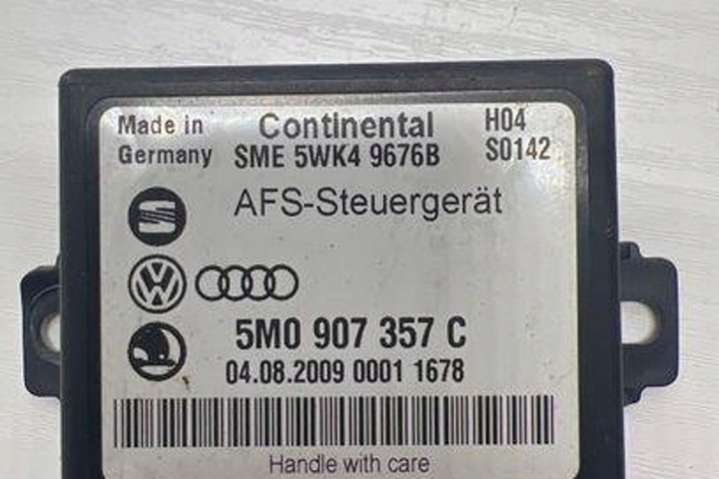 Made in Continental H04
Germany SME 5WK4 9676B S0142
AFS-Steuergerät
5M0 907 357 C
04.08.2009 0001 1678
Handle with care